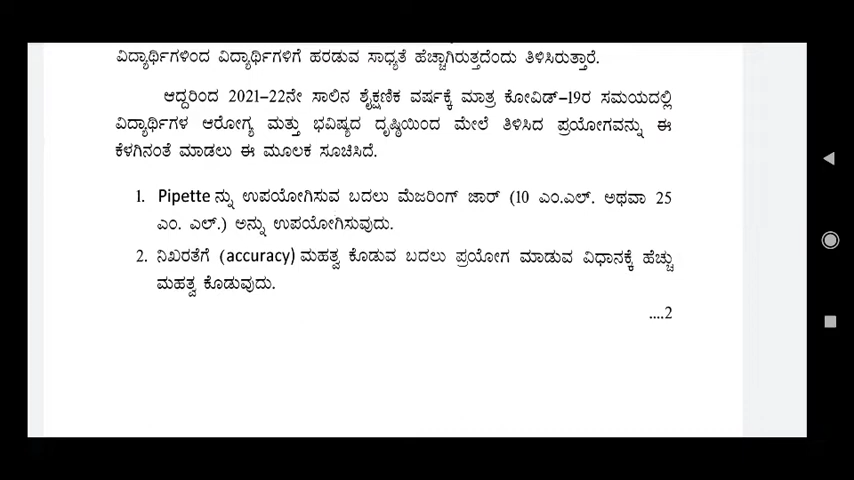 ವಿದ್ಯಾರ್ಥಿಗಳಿಂದ ವಿದ್ಯಾರ್ಥಿಗಳಿಗೆ ಹರಡುವ ಸಾಧ್ಯತೆ ಹೆಚ್ಚಾಗಿರುತ್ತದೆಂದು ತಿಳಿಸಿರುತ್ತಾರೆ.
ಆದ್ದರಿಂದ 2021-22ನೇ ಸಾಲಿನ ಶೈಕ್ಷಣಿಕ ವರ್ಷಕ್ಕೆ ಮಾತ್ರ ಕೋವಿಡ್-19ರ ಸಮಯದಲ್ಲಿ
ವಿದ್ಯಾರ್ಥಿಗಳ ಆರೋಗ್ಯ ಮತ್ತು ಭವಿಷ್ಯದ ದೃಷ್ಠಿಯಿಂದ ಮೇಲೆ ತಿಳಿಸಿದ ಪ್ರಯೋಗವನ್ನು ಈ
ಕೆಳಗಿನಂತೆ ಮಾಡಲು ಈ ಮೂಲಕ ಸೂಚಿಸಿದೆ.
1. Pipette ನ್ನು ಉಪಯೋಗಿಸುವ ಬದಲು ಮೆಜರಿಂಗ್ ಜಾರ್ (10 ಎಂ.ಎಲ್. ಅಥವಾ 25
ಎಂ. ಎಲ್.) ಅನ್ನು ಉಪಯೋಗಿಸುವುದು.
2. ನಿಖರತೆಗೆ (accuracy) ಮಹತ್ವ ಕೊಡುವ ಬದಲು ಪ್ರಯೋಗ ಮಾಡುವ ವಿಧಾನಕ್ಕೆ ಹೆಚ್ಚು
ಮಹತ್ವ ಕೊಡುವುದು.
....2